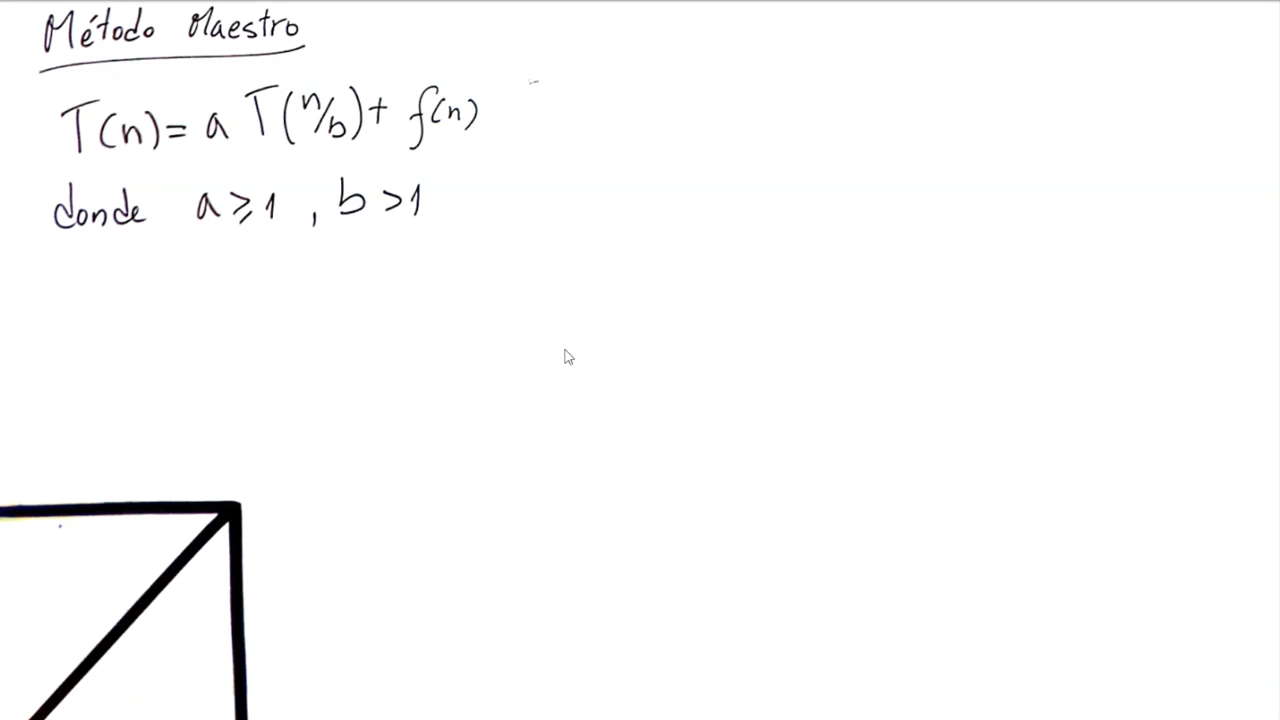 Método Maestro
T(n) = a T(n/b) + f(n)
donde a ⩾ 1 , b > 1